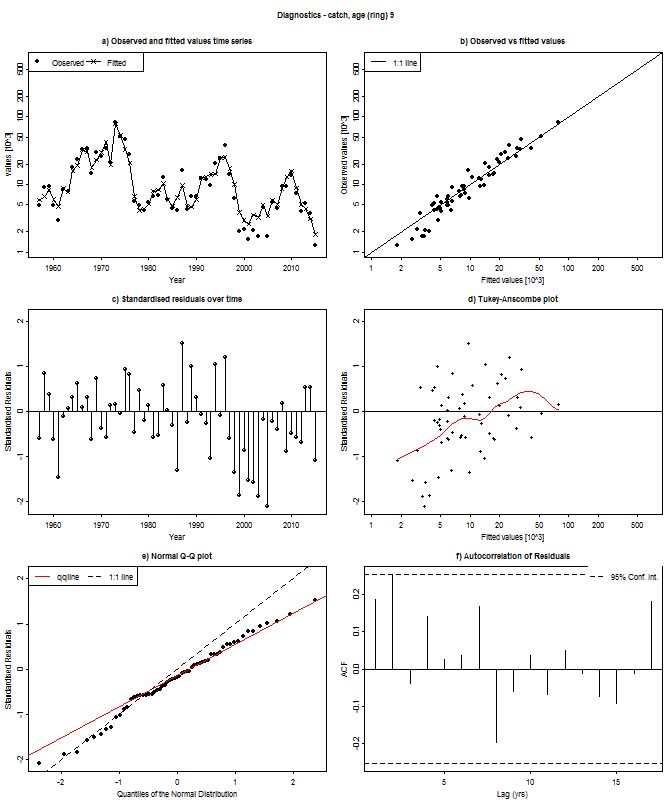 Diagnostics - catch, age (ring) 9
a) Observed and fitted values time series
Observed
Fitted
values [10^3]
1 2 5 10 20 50 100 200 500
1960 1970 1980 1990 2000 2010
Year
b) Observed vs fitted values
1:1 line
Observed values [10^3]
1 2 5 10 20 50 100 200 500
1 2 5 10 20 50 100 200 500
Fitted values [10^3]
c) Standardised residuals over time
Standardised Residuals
-2 -1 0 1 2
1960 1970 1980 1990 2000 2010
Year
d) Tukey-Anscombe plot
Standardised Residuals
-2 -1 0 1 2
1 2 5 10 20 50 100 200 500
Fitted values [10^3]
e) Normal Q-Q plot
qqline
1:1 line
Standardised Residuals
-2 -1 0 1 2
-2 -1 0 1 2
Quantiles of the Normal Distribution
f) Autocorrelation of Residuals
95% Conf. Int.
ACF
-0.2 0.0 0.1 0.2
5 10 15
Lag (yrs)